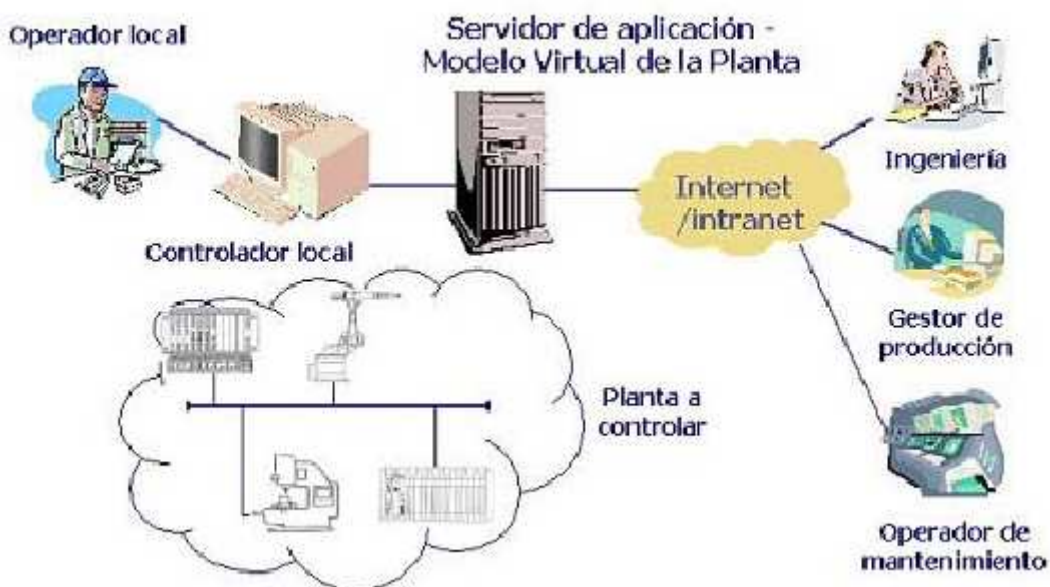 Operador local
Servidor de aplicación -
Modelo Virtual de la Planta
Ingeniería
Internet
/intranet
Controlador local
Gestor de
producción
Planta a
controlar
Operador de
mantenimiento